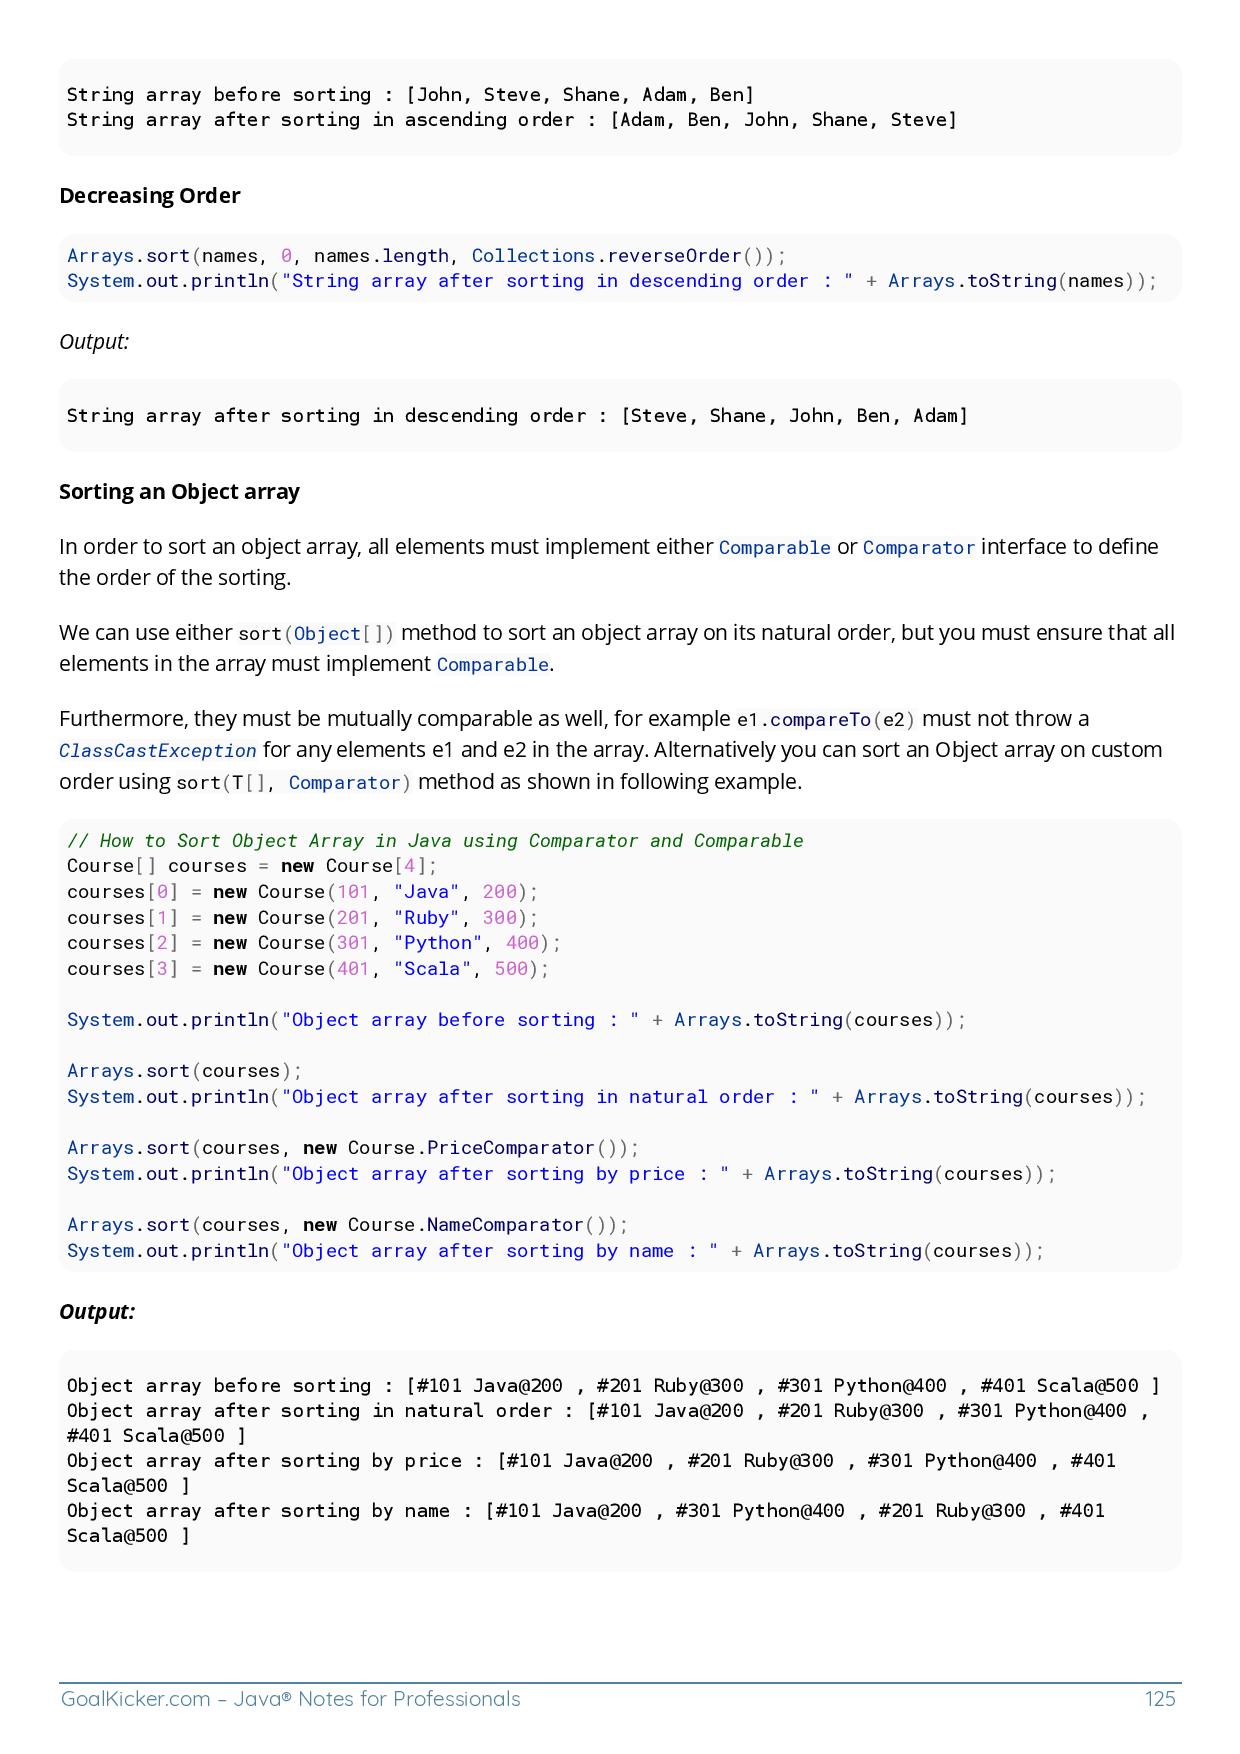 String array before sorting : [John, Steve, Shane, Adam, Ben]
String array after sorting in ascending order : [Adam, Ben, John, Shane, Steve]
Decreasing Order
Arrays.sort(names, 0, names.length, Collections.reverseOrder());
System.out.println("String array after sorting in descending order : " + Arrays.toString(names));
Output:
String array after sorting in descending order : [Steve, Shane, John, Ben, Adam]
Sorting an Object array
In order to sort an object array, all elements must implement either Comparable or Comparator interface to define
the order of the sorting.
We can use either sort(Object[]) method to sort an object array on its natural order, but you must ensure that all
elements in the array must implement Comparable.
Furthermore, they must be mutually comparable as well, for example e1.compareTo(e2) must not throw a
ClassCastException for any elements e1 and e2 in the array. Alternatively you can sort an Object array on custom
order using sort(T[], Comparator) method as shown in following example.
// How to Sort Object Array in Java using Comparator and Comparable
Course[] courses = new Course[4];
courses[0] = new Course(101, "Java", 200);
courses[1] = new Course(201, "Ruby", 300);
courses[2] = new Course(301, "Python", 400);
courses[3] = new Course(401, "Scala", 500);
System.out.println("Object array before sorting : " + Arrays.toString(courses));
Arrays.sort(courses);
System.out.println("Object array after sorting in natural order : " + Arrays.toString(courses));
Arrays.sort(courses, new Course.PriceComparator());
System.out.println("Object array after sorting by price : " + Arrays.toString(courses));
Arrays.sort(courses, new Course.NameComparator());
System.out.println("Object array after sorting by name : " + Arrays.toString(courses));
Output:
Object array before sorting : [#101 Java@200 , #201 Ruby@300 , #301 Python@400 , #401 Scala@500 ]
Object array after sorting in natural order : [#101 Java@200 , #201 Ruby@300 , #301 Python@400 ,
#401 Scala@500 ]
Object array after sorting by price : [#101 Java@200 , #201 Ruby@300 , #301 Python@400 , #401
Scala@500 ]
Object array after sorting by name : [#101 Java@200 , #301 Python@400 , #201 Ruby@300 , #401
Scala@500 ]
GoalKicker.com – Java® Notes for Professionals 125